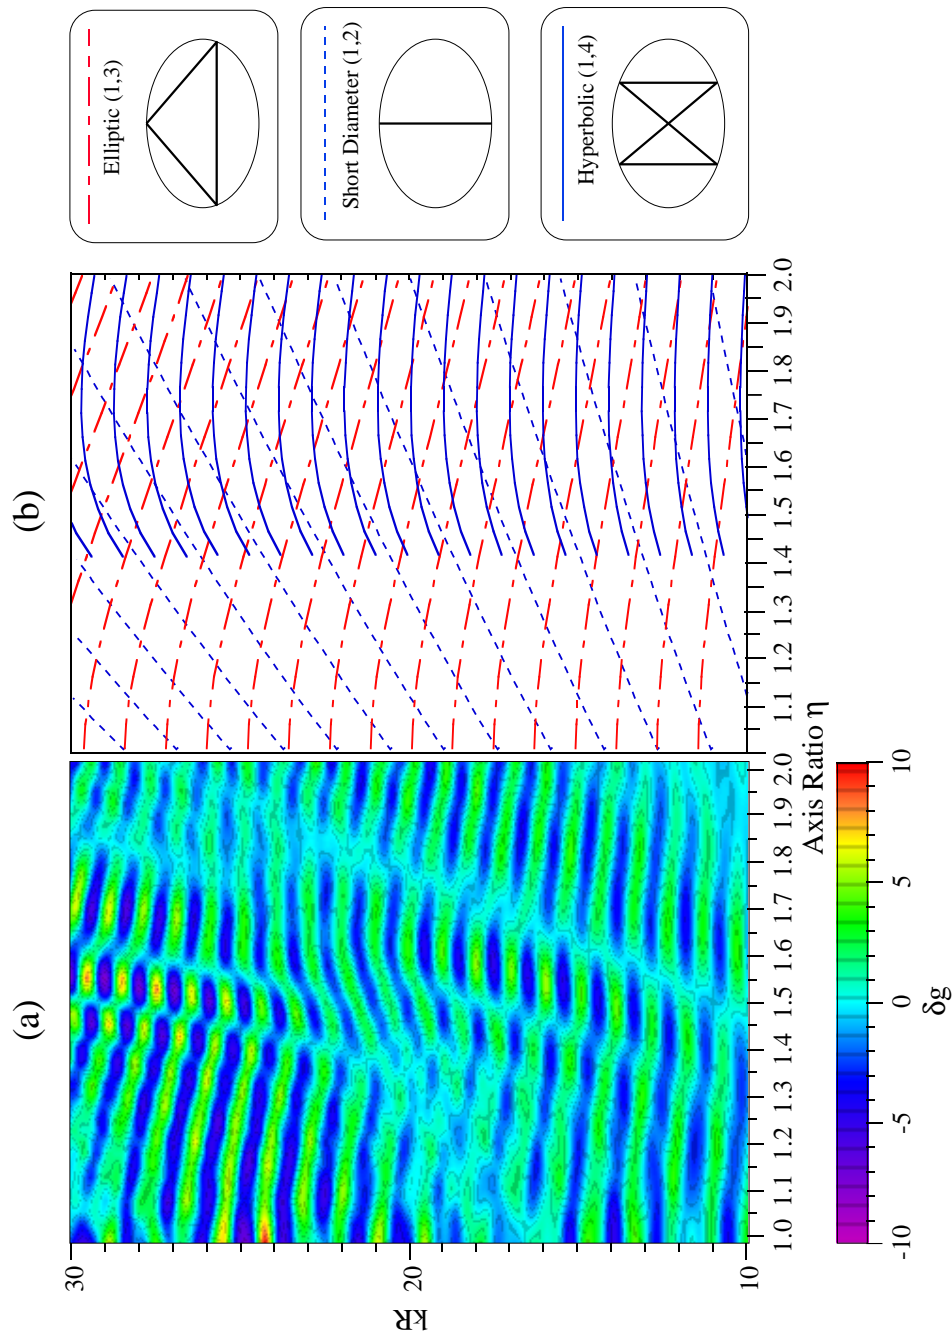 (a)
(b)
30
20
10
kR
1.0 1.1 1.2 1.3 1.4 1.5 1.6 1.7 1.8 1.9 2.0
1.1 1.2 1.3 1.4 1.5 1.6 1.7 1.8 1.9 2.0
Axis Ratio η
-10 -5 0 5 10
δg
Elliptic (1,3)
Short Diameter (1,2)
Hyperbolic (1,4)